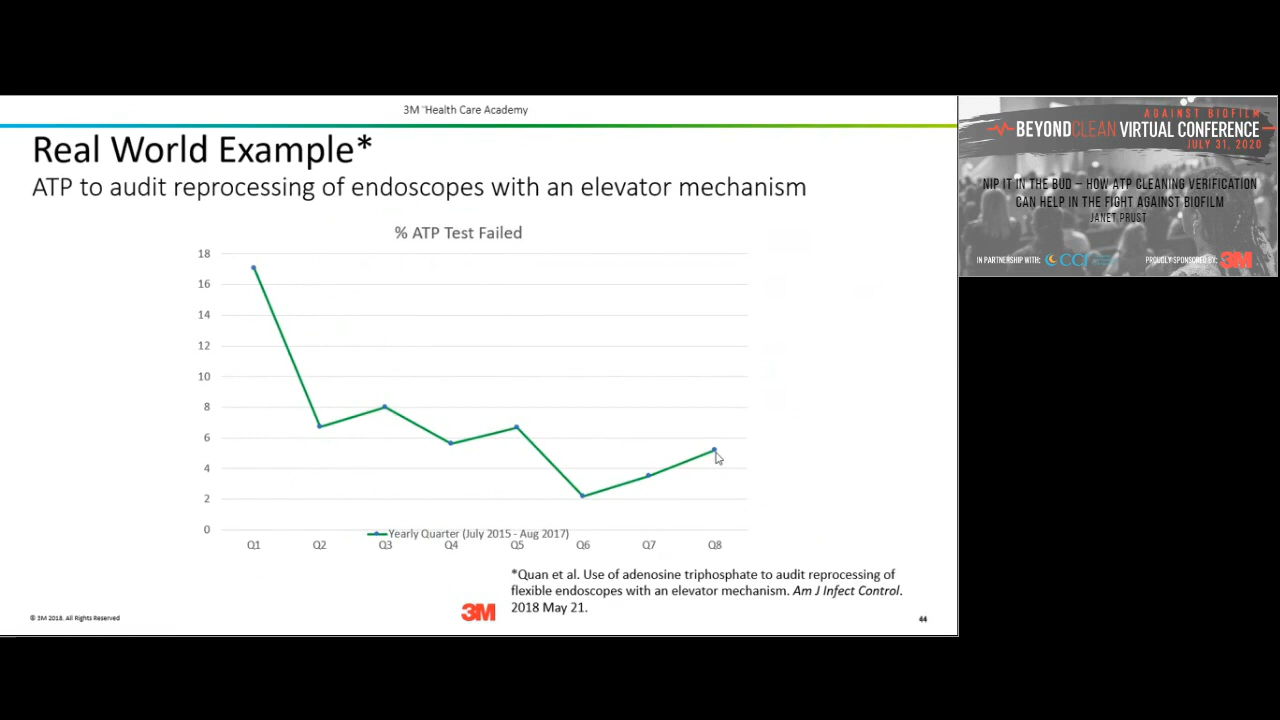 3M ¨Health Care Academy
Real World Example*
ATP to audit reprocessing of endoscopes with an elevator mechanism
% ATP Test Failed
18
16
14
12
10
8
6
4
2
0
Yearly Quarter (July 2015 - Aug 2017)
Q1 Q2 Q3 Q4 Q5 Q6 Q7 Q8
*Quan et al. Use of adenosine triphosphate to audit reprocessing of
flexible endoscopes with an elevator mechanism. Am J Infect Control.
2018 May 21.
© 3M 2018. All Rights Reserved
3M
44
AGAINST BIOFILM
BEYONDCLEAN VIRTUAL CONFERENCE
JULY 31, 2020
NIP IT IN THE BUD – HOW ATP CLEANING VERIFICATION
CAN HELP IN THE FIGHT AGAINST BIOFILM
JANET PRUST
IN PARTNERSHIP WITH: PROUDLY SPONSORED BY: 3M